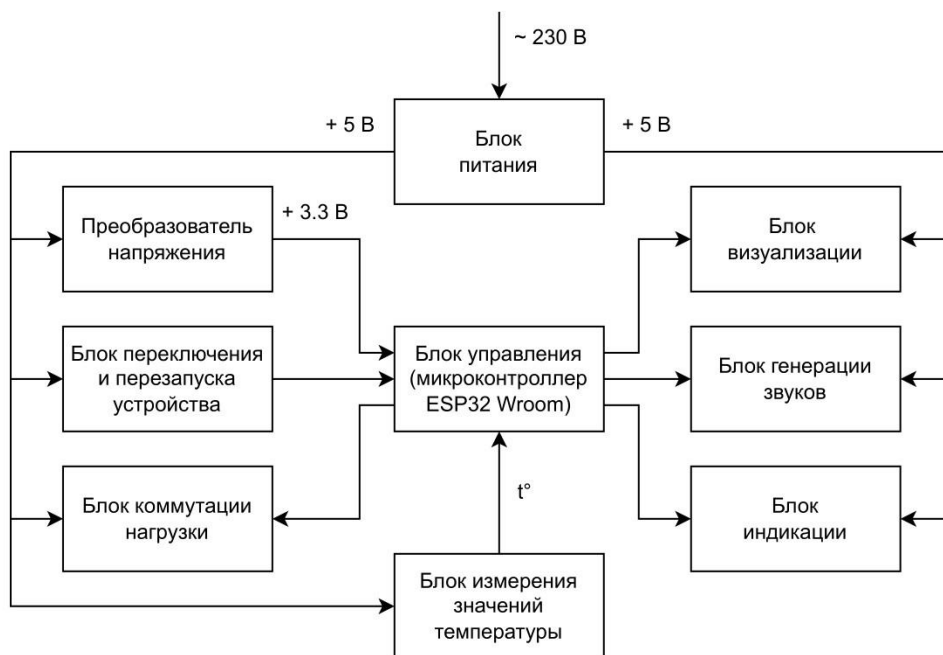 ~ 230 В
+ 5 В
Блок
питания
+ 5 В
Преобразователь
напряжения
+ 3.3 В
Блок
визуализации
Блок переключения
и перезапуска
устройства
Блок управления
(микроконтроллер
ESP32 Wroom)
Блок генерации
звуков
Блок коммутации
нагрузки
t°
Блок
индикации
Блок измерения
значений
температуры